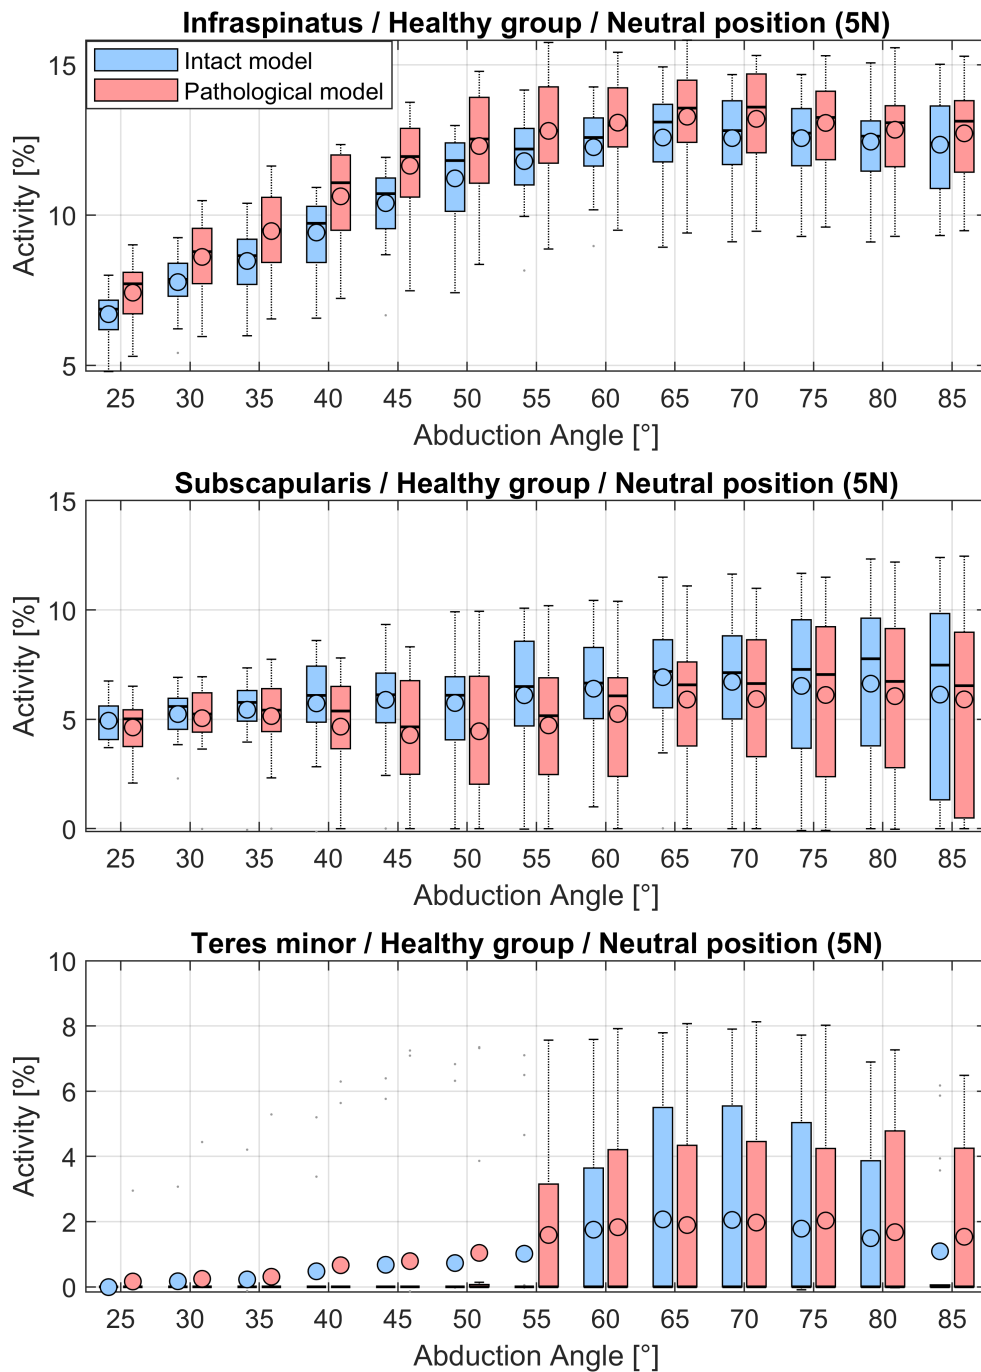 Infraspinatus / Healthy group / Neutral position (5N)
Intact model
Pathological model
15
10
5
Activity [%]
25 30 35 40 45 50 55 60 65 70 75 80 85
Abduction Angle [°]
Subscapularis / Healthy group / Neutral position (5N)
15
10
5
0
Activity [%]
25 30 35 40 45 50 55 60 65 70 75 80 85
Abduction Angle [°]
Teres minor / Healthy group / Neutral position (5N)
10
8
6
4
2
0
Activity [%]
25 30 35 40 45 50 55 60 65 70 75 80 85
Abduction Angle [°]